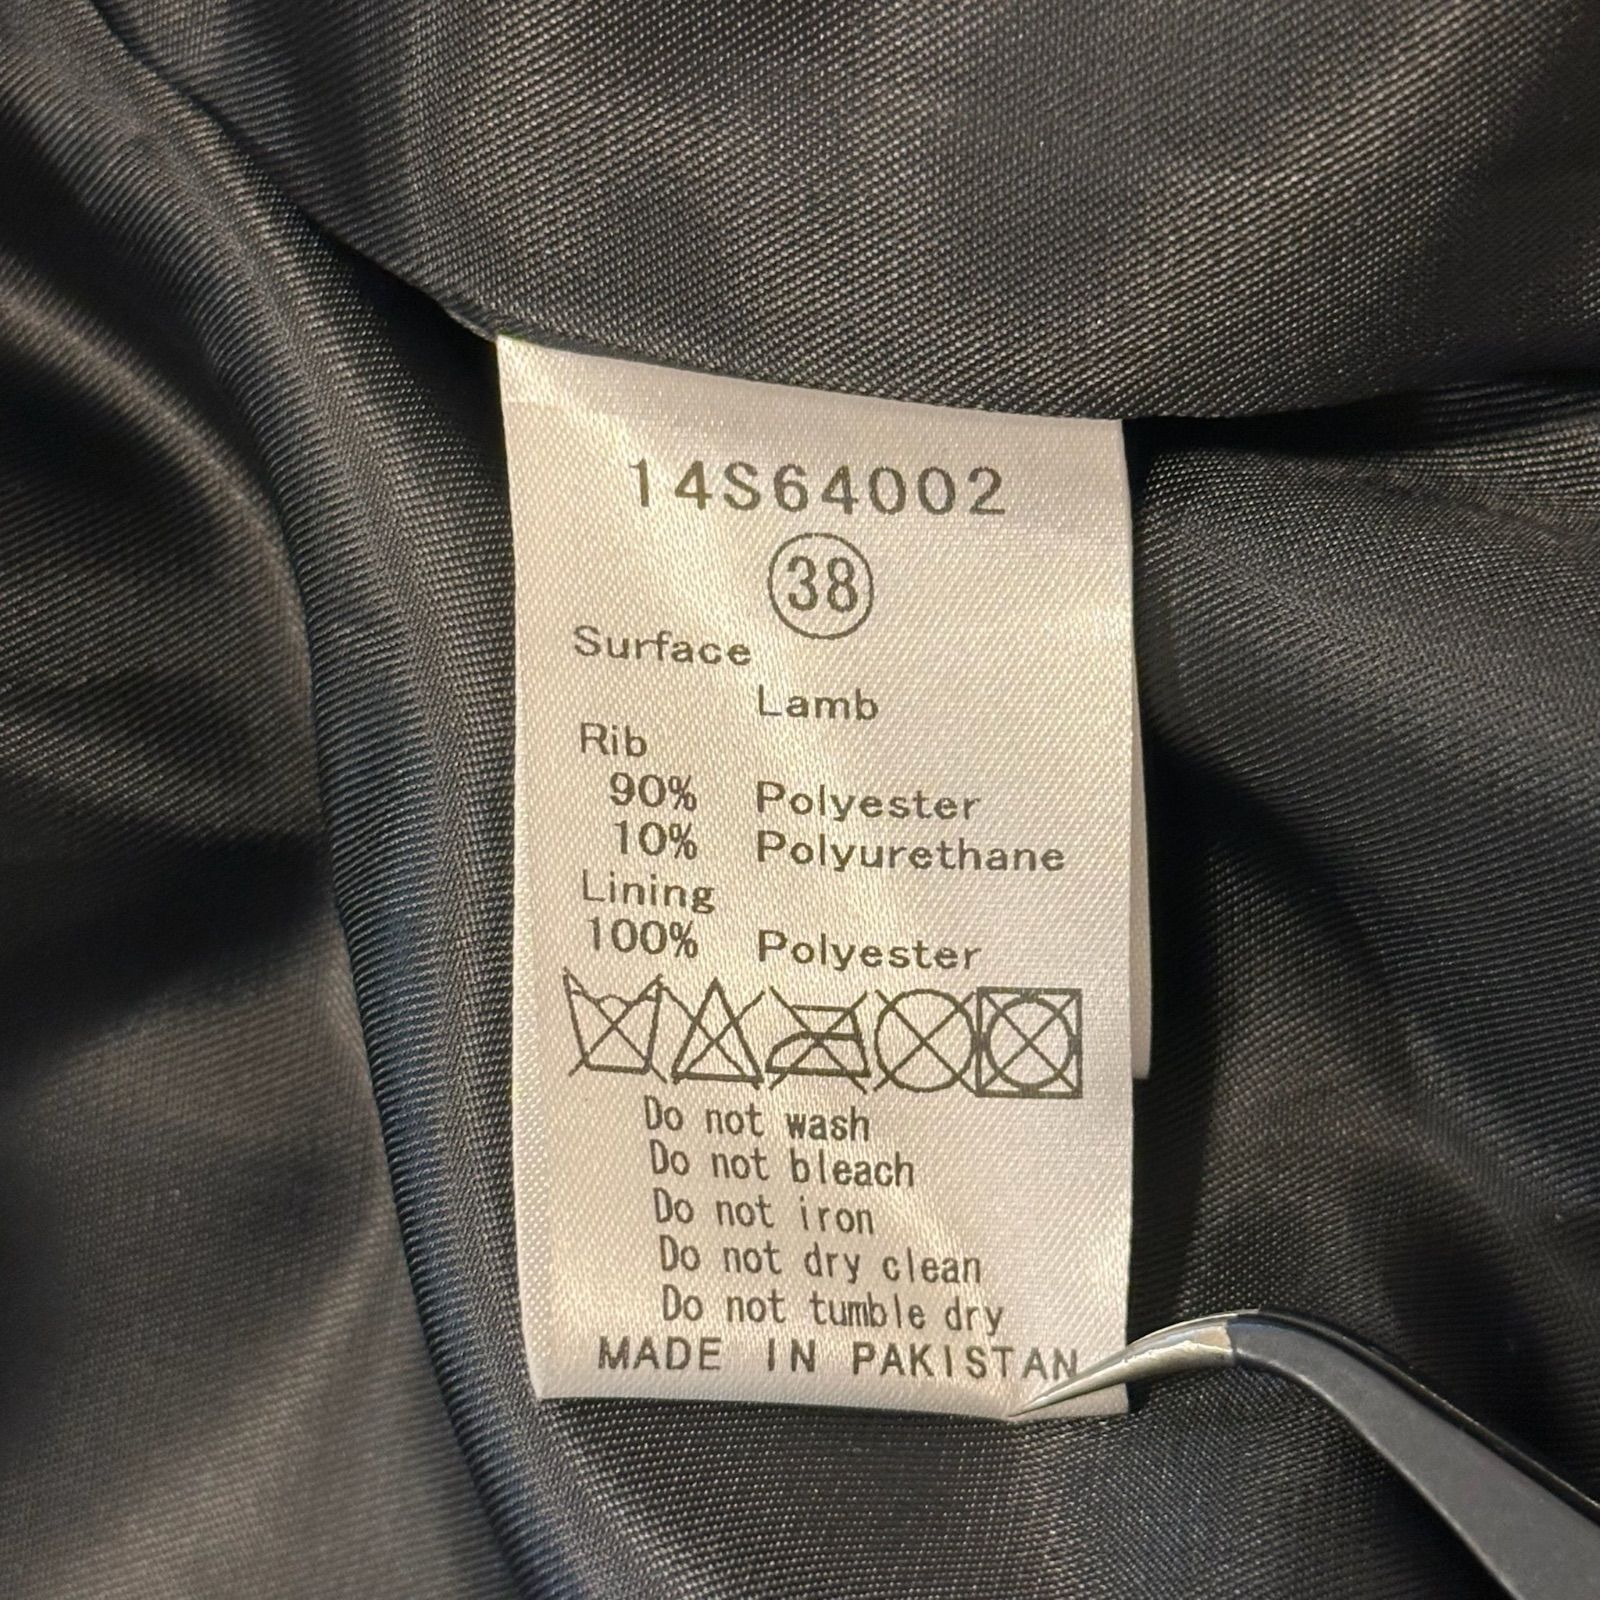 14S64002
38
Surface
Lamb
Rib
90% Polyester
10% Polyurethane
Lining
100% Polyester
Do not wash
Do not bleach
Do not iron
Do not dry clean
Do not tumble dry
MADE IN PAKISTAN